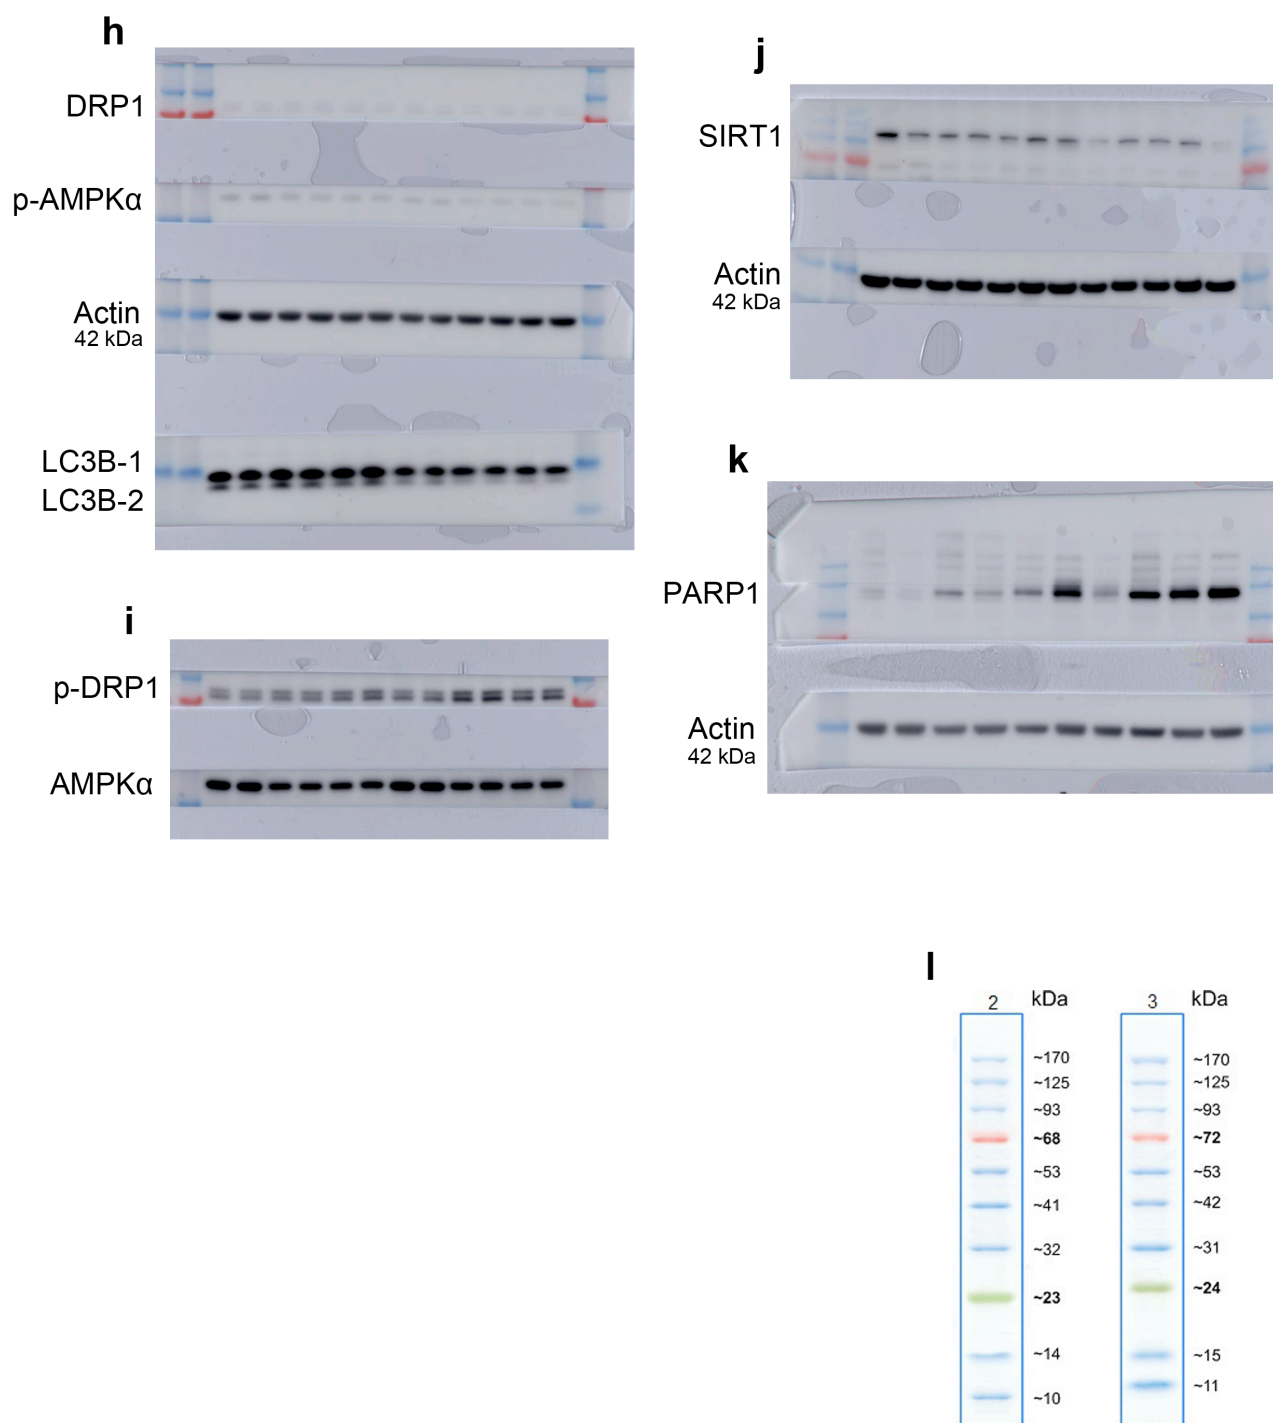 h
DRP1
p-AMPKα
Actin
42 kDa
LC3B-1
LC3B-2
i
p-DRP1
AMPKα
j
SIRT1
Actin
42 kDa
k
PARP1
Actin
42 kDa
l
2 kDa
~170
~125
~93
~68
~53
~41
~32
~23
~14
~10
3 kDa
~170
~125
~93
~72
~53
~42
~31
~24
~15
~11